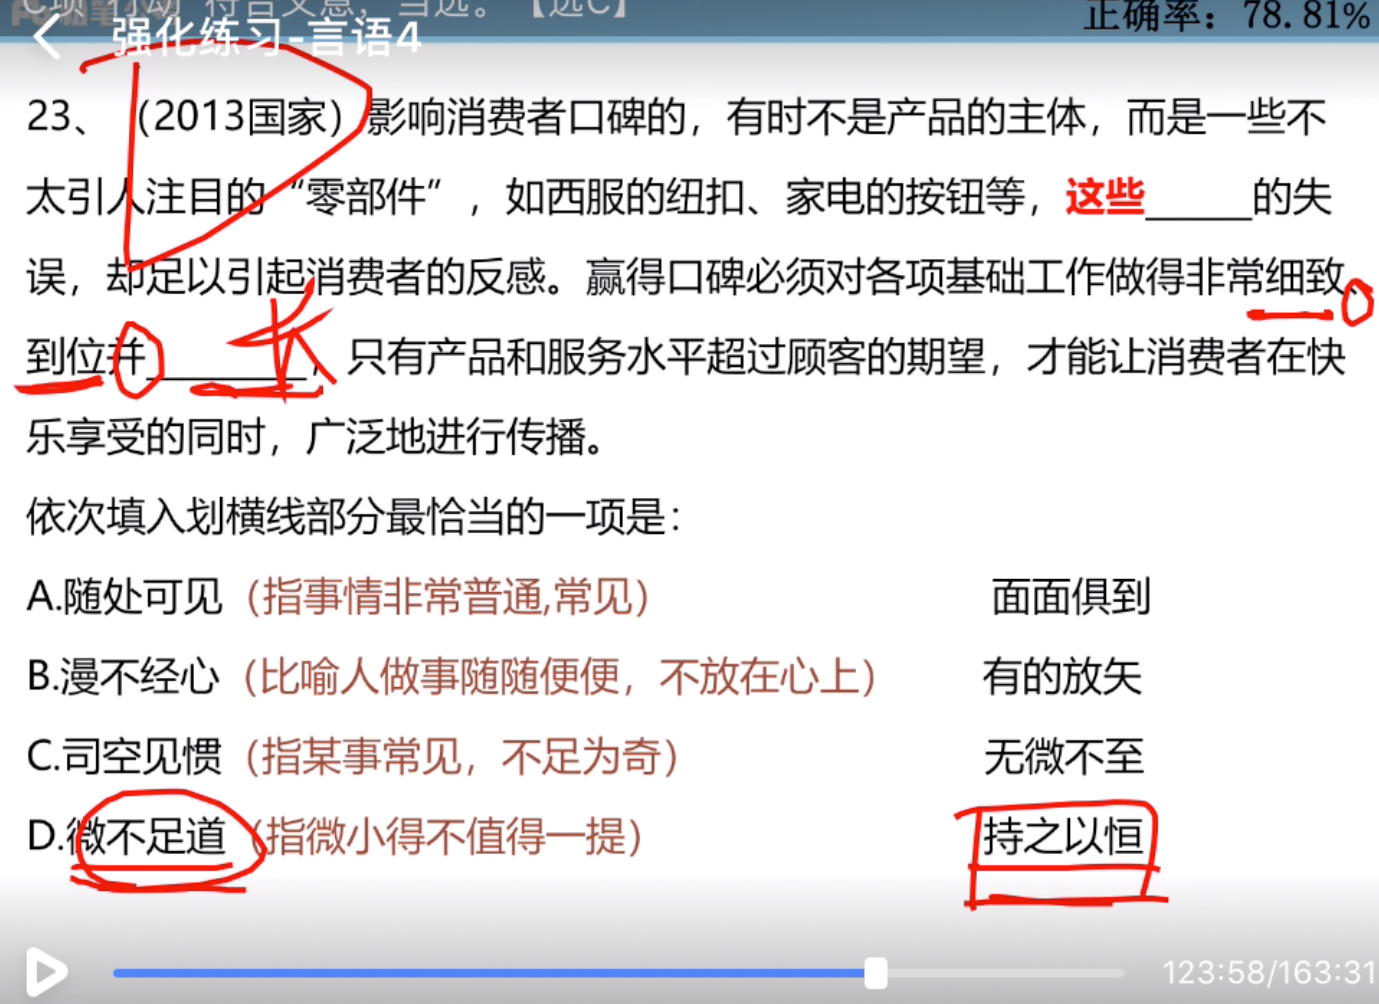 符合文意，当选。【选C】
正确率：78.81%
强化练习-言语4
23、（2013国家）影响消费者口碑的，有时不是产品的主体，而是一些不
太引人注目的“零部件”，如西服的纽扣、家电的按钮等，这些______的失
误，却足以引起消费者的反感。赢得口碑必须对各项基础工作做得非常细致、
到位并________，只有产品和服务水平超过顾客的期望，才能让消费者在快
乐享受的同时，广泛地进行传播。
依次填入划横线部分最恰当的一项是：
A.随处可见（指事情非常普通,常见） 面面俱到
B.漫不经心（比喻人做事随随便便，不放在心上） 有的放矢
C.司空见惯（指某事常见，不足为奇） 无微不至
D.微不足道（指微小得不值得一提） 持之以恒
123:58/163:31